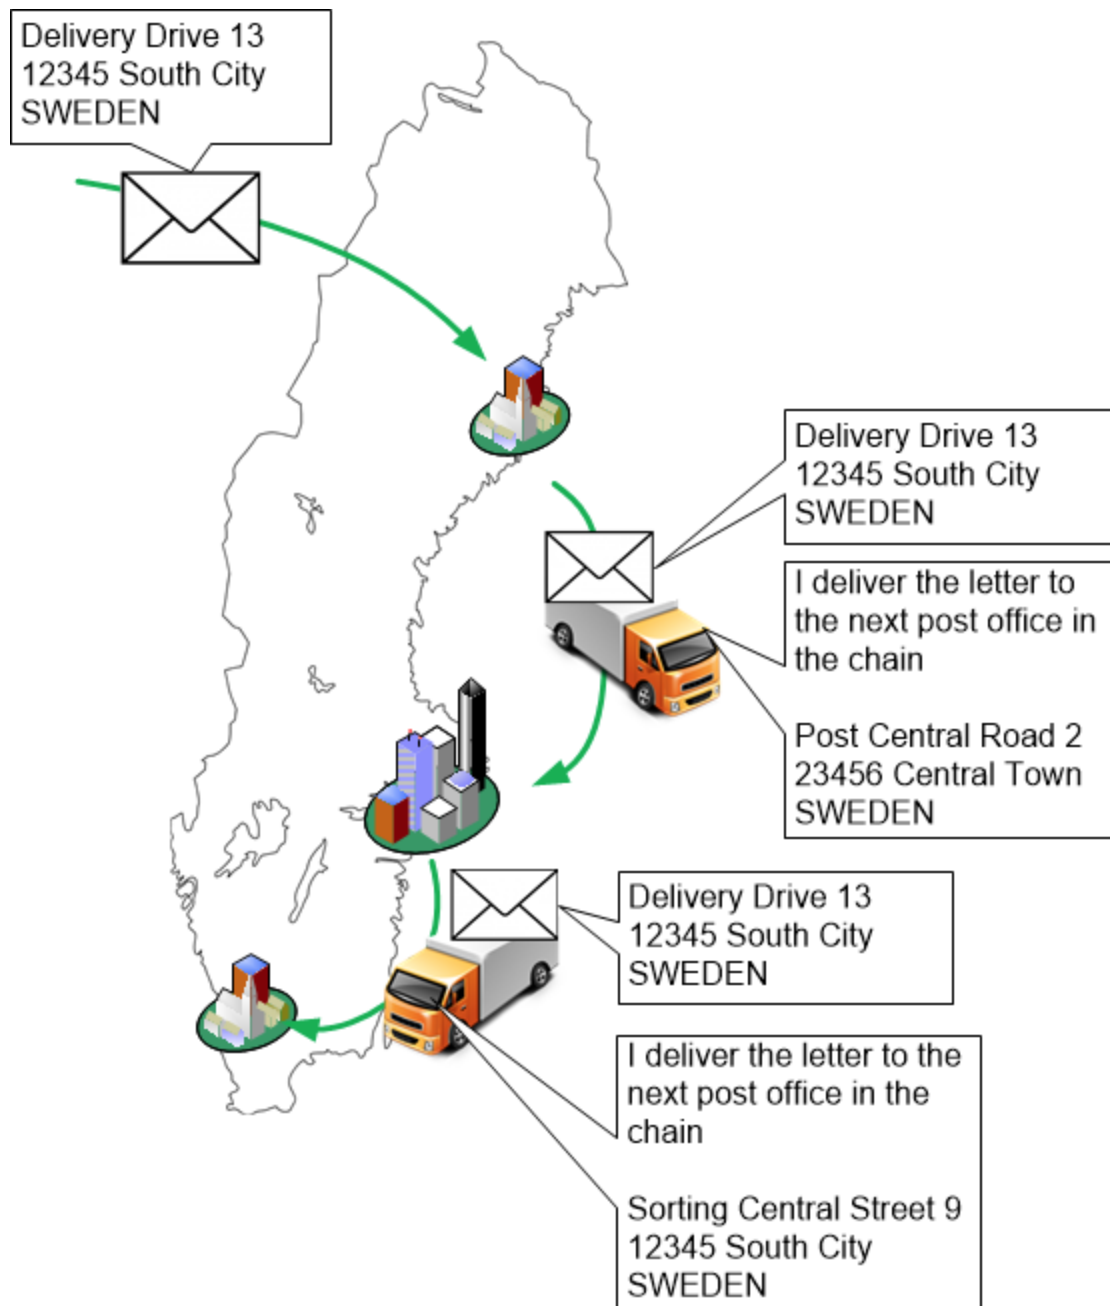 Delivery Drive 13
12345 South City
SWEDEN
Delivery Drive 13
12345 South City
SWEDEN
I deliver the letter to
the next post office in
the chain
Post Central Road 2
23456 Central Town
SWEDEN
Delivery Drive 13
12345 South City
SWEDEN
I deliver the letter to the
next post office in the
chain
Sorting Central Street 9
12345 South City
SWEDEN